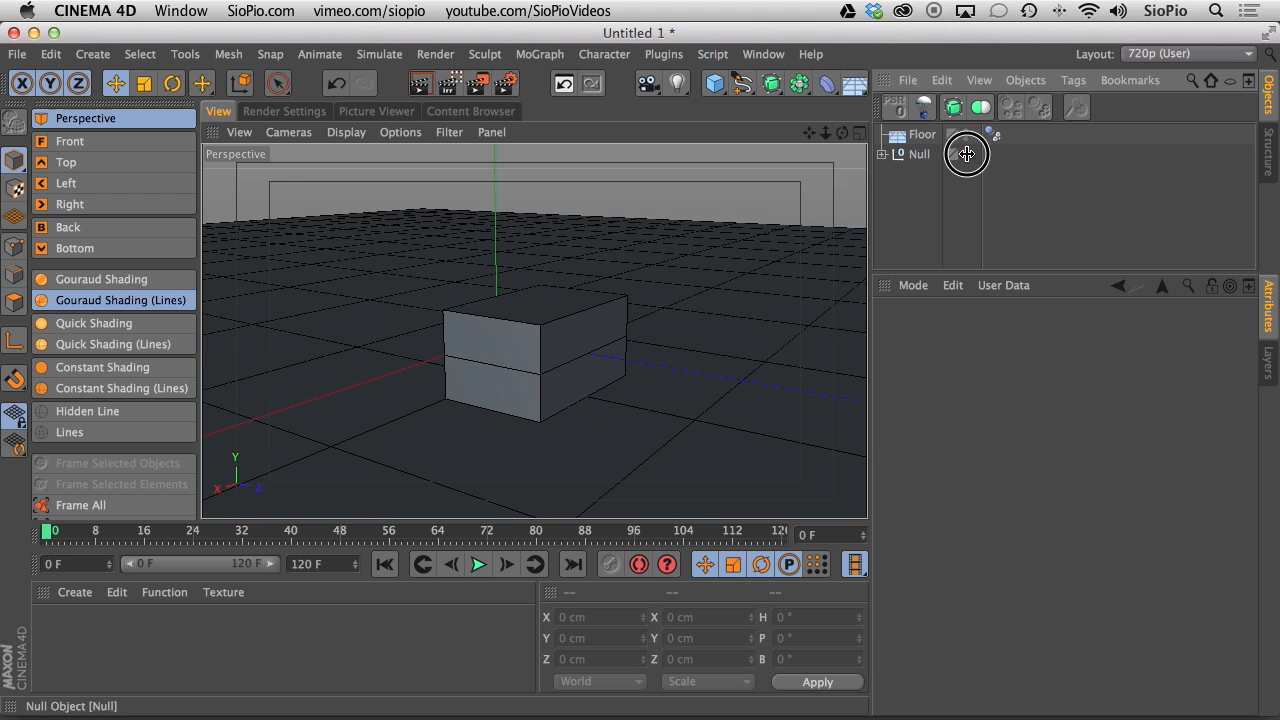 CINEMA 4D Window SioPio.com vimeo.com/siopio youtube.com/SioPioVideos SioPio
Untitled 1 *
File Edit Create Select Tools Mesh Snap Animate Simulate Render Sculpt MoGraph Character Plugins Script Window Help Layout: 720p (User)
X Y Z
File Edit View Objects Tags Bookmarks
PSR
View Render Settings Picture Viewer Content Browser
View Cameras Display Options Filter Panel
Perspective
Perspective
F Front
Top
Left
Right
B Back
Bottom
Gouraud Shading
Gouraud Shading (Lines)
Quick Shading
Quick Shading (Lines)
Constant Shading
Constant Shading (Lines)
Hidden Line
Lines
Frame Selected Objects
Frame Selected Elements
Frame All
Y
X Z
Floor
Null
Objects
Structure
Mode Edit User Data
Attributes
Layers
0 8 16 24 32 40 48 56 64 72 80 88 96 104 112 0 F
0 F 0 F 120 F 120 F
Create Edit Function Texture
-- -- --
X 0 cm X 0 cm H 0 °
Y 0 cm Y 0 cm P 0 °
Z 0 cm Z 0 cm B 0 °
World Scale Apply
MAXON
CINEMA 4D
Null Object [Null]